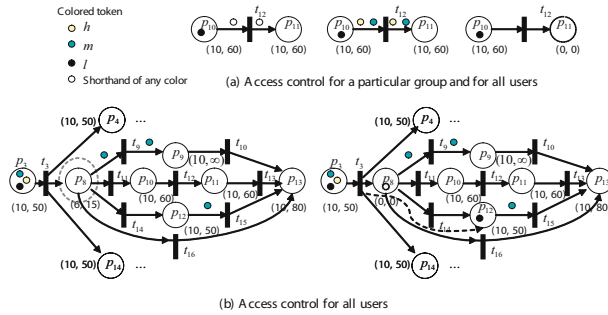 Colored token
h
m
l
Shorthand of any color
p10 t12 p11
(10, 60) (10, 60)
p10 t12 p11
(10, 60) (10, 60)
p10 t12 p11
(10, 60) (0, 0)
(a) Access control for a particular group and for all users
(b)
(10, 50) p4 ...
p3 t3 t9 p9 t10
(10,∞)
p8 t11 p10 t12 p11 t13 p13
(10, 50) (6, 15) (10, 60) (10, 60) (10, 80)
p12
t14 (10, 50) t15
t16
(10, 50) p14 ...
(10, 50) p4 ...
p3 t3 t9 p9 t10
(10,∞)
t11 p10 t12 p11 t13 p13
(10, 50) (0, 0) (10, 60) (10, 60) (10, 80)
p12
t14 (10, 50) t15
t16
(10, 50) p14 ...
(b) Access control for all users